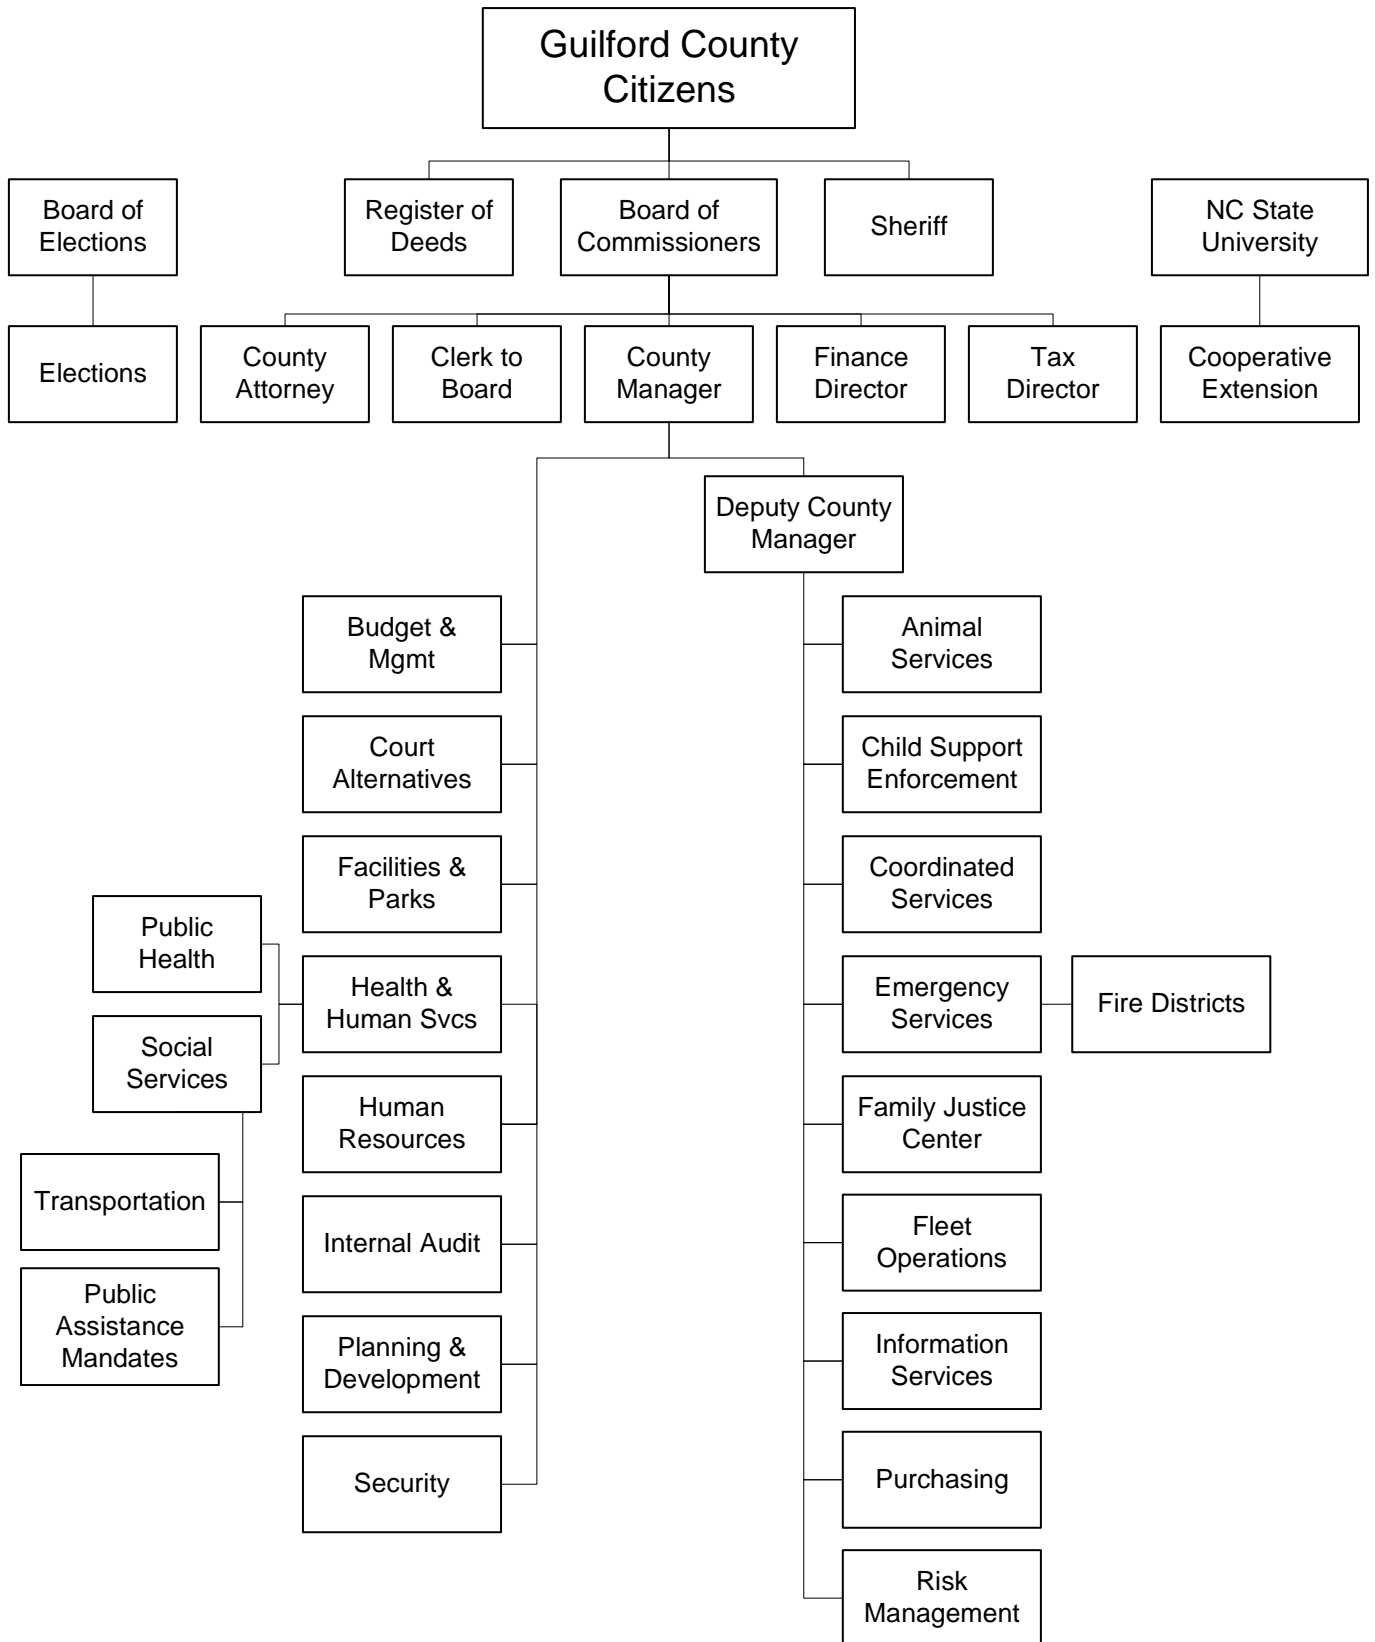 Guilford County
Citizens
Board of
Elections
Register of
Deeds
Board of
Commissioners
Sheriff
NC State
University
Elections
County
Attorney
Clerk to
Board
County
Manager
Finance
Director
Tax
Director
Cooperative
Extension
Deputy County
Manager
Budget &
Mgmt
Animal
Services
Court
Alternatives
Child Support
Enforcement
Facilities &
Parks
Coordinated
Services
Public
Health
Health &
Human Svcs
Emergency
Services
Fire Districts
Social
Services
Human
Resources
Family Justice
Center
Transportation
Internal Audit
Fleet
Operations
Public
Assistance
Mandates
Planning &
Development
Information
Services
Security
Purchasing
Risk
Management